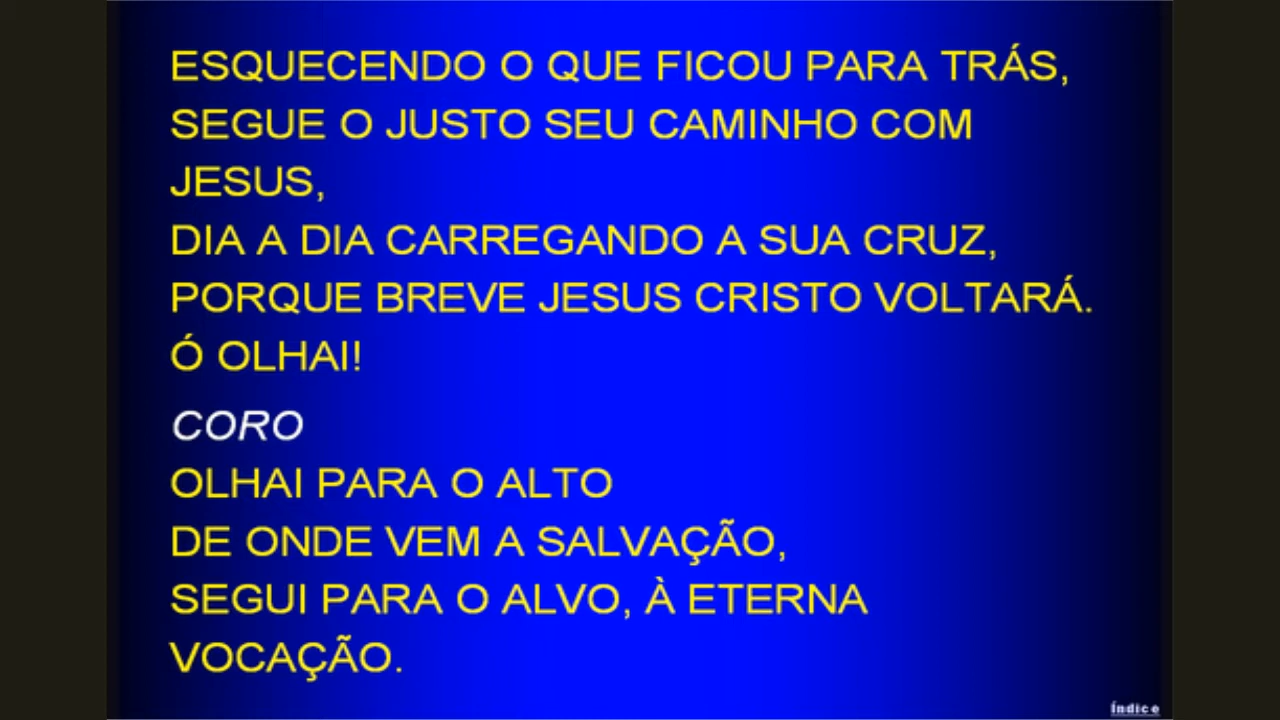 ESQUECENDO O QUE FICOU PARA TRÁS,
SEGUE O JUSTO SEU CAMINHO COM
JESUS,
DIA A DIA CARREGANDO A SUA CRUZ,
PORQUE BREVE JESUS CRISTO VOLTARÁ.
Ó OLHAI!
CORO
OLHAI PARA O ALTO
DE ONDE VEM A SALVAÇÃO,
SEGUI PARA O ALVO, À ETERNA
VOCAÇÃO.
Índice